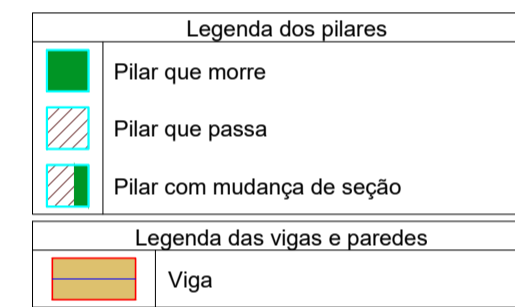 Legenda dos pilares
Pilar que morre
Pilar que passa
Pilar com mudança de seção
Legenda das vigas e paredes
Viga